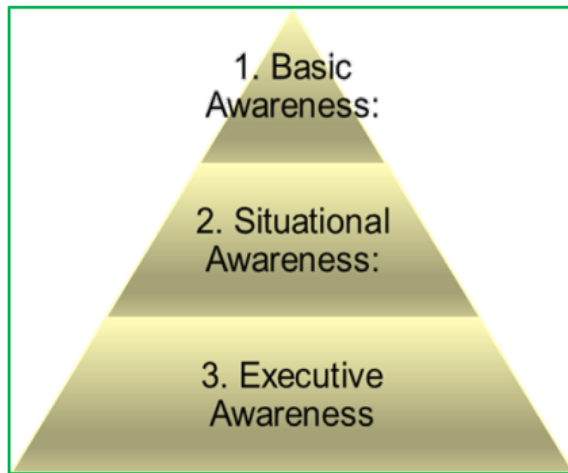 1. Basic
Awareness:
2. Situational
Awareness:
3. Executive
Awareness